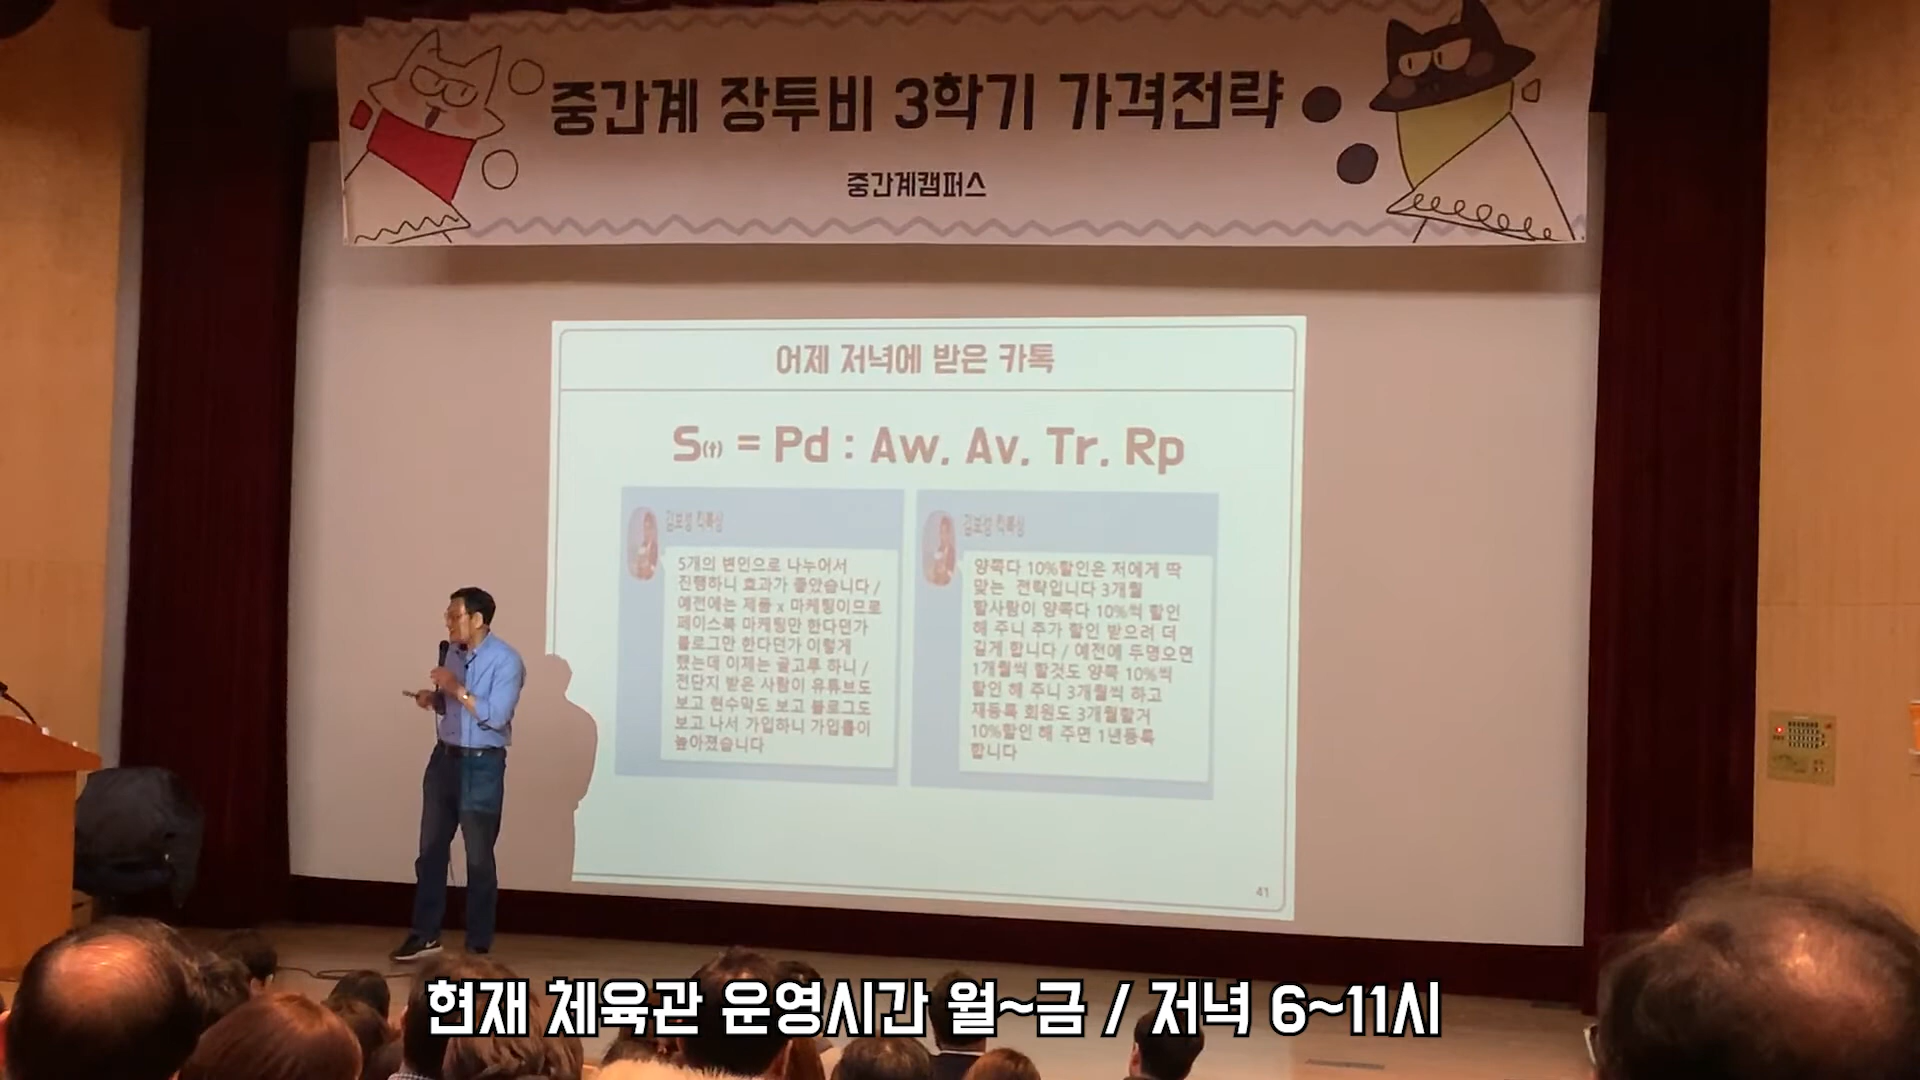 중간계 장투비 3학기 가격전략
중간계캠퍼스
어제 저녁에 받은 카톡
S(t) = Pd : Aw. Av. Tr. Rp
김보성 킥복싱
5개의 변인으로 나누어서
진행하니 효과가 좋았습니다 /
예전에는 제품 x 마케팅이므로
페이스북 마케팅만 한다던가
블로그만 한다던가 이렇게
했는데 이제는 골고루 하니 /
전단지 받은 사람이 유튜브도
보고 현수막도 보고 블로그도
보고 나서 가입하니 가입률이
높아졌습니다
김보성 킥복싱
양쪽다 10%할인은 저에게 딱
맞는 전략입니다 3개월
할사람이 양쪽다 10%씩 할인
해 주니 추가 할인 받으려 더
길게 합니다 / 예전에 두명오면
1개월씩 할것도 양쪽 10%씩
할인 해 주니 3개월씩 하고
재등록 회원도 3개월할거
10%할인 해 주면 1년등록
합니다
41
현재 체육관 운영시간 월~금 / 저녁 6~11시